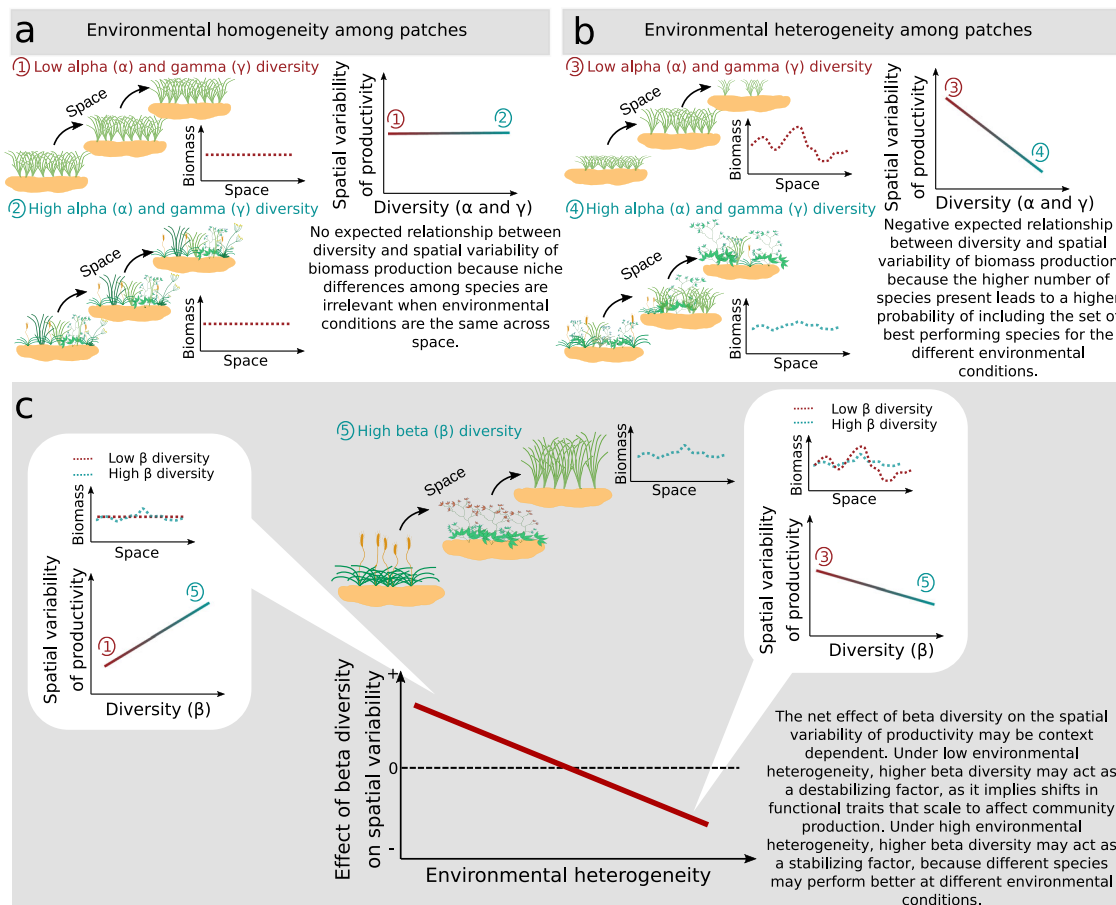 a
Environmental homogeneity among patches
① Low alpha (α) and gamma (γ) diversity
Space
Space
Biomass
Space
② High alpha (α) and gamma (γ) diversity
Space
Space
Biomass
Space
Spatial variability
of productivity
1
2
Diversity (α and γ)
No expected relationship between
diversity and spatial variability of
biomass production because niche
differences among species are
irrelevant when environmental
conditions are the same across
space.
b
Environmental heterogeneity among patches
③ Low alpha (α) and gamma (γ) diversity
Space
Space
Biomass
Space
④ High alpha (α) and gamma (γ) diversity
Space
Space
Biomass
Space
Spatial variability
of productivity
3
4
Diversity (α and γ)
Negative expected relationship
between diversity and spatial
variability of biomass production
because the higher number of
species present leads to a higher
probability of including the set of
best performing species for the
different environmental
conditions.
c
Low β diversity
High β diversity
Biomass
Space
Spatial variability
of productivity
1
5
Diversity (β)
⑤ High beta (β) diversity
Space
Biomass
Space
Low β diversity
High β diversity
Biomass
Space
Spatial variability
of productivity
3
5
Diversity (β)
Effect of beta diversity
on spatial variability
+
0
-
Environmental heterogeneity
The net effect of beta diversity on the spatial
variability of productivity may be context
dependent. Under low environmental
heterogeneity, higher beta diversity may act as
a destabilizing factor, as it implies shifts in
functional traits that scale to affect community
production. Under high environmental
heterogeneity, higher beta diversity may act as
a stabilizing factor, because different species
may perform better at different environmental
conditions.